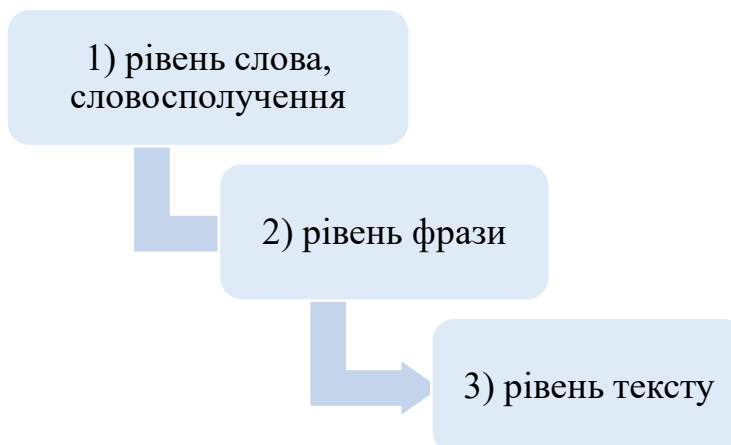 1) рівень слова,
словосполучення
2) рівень фрази
3) рівень тексту